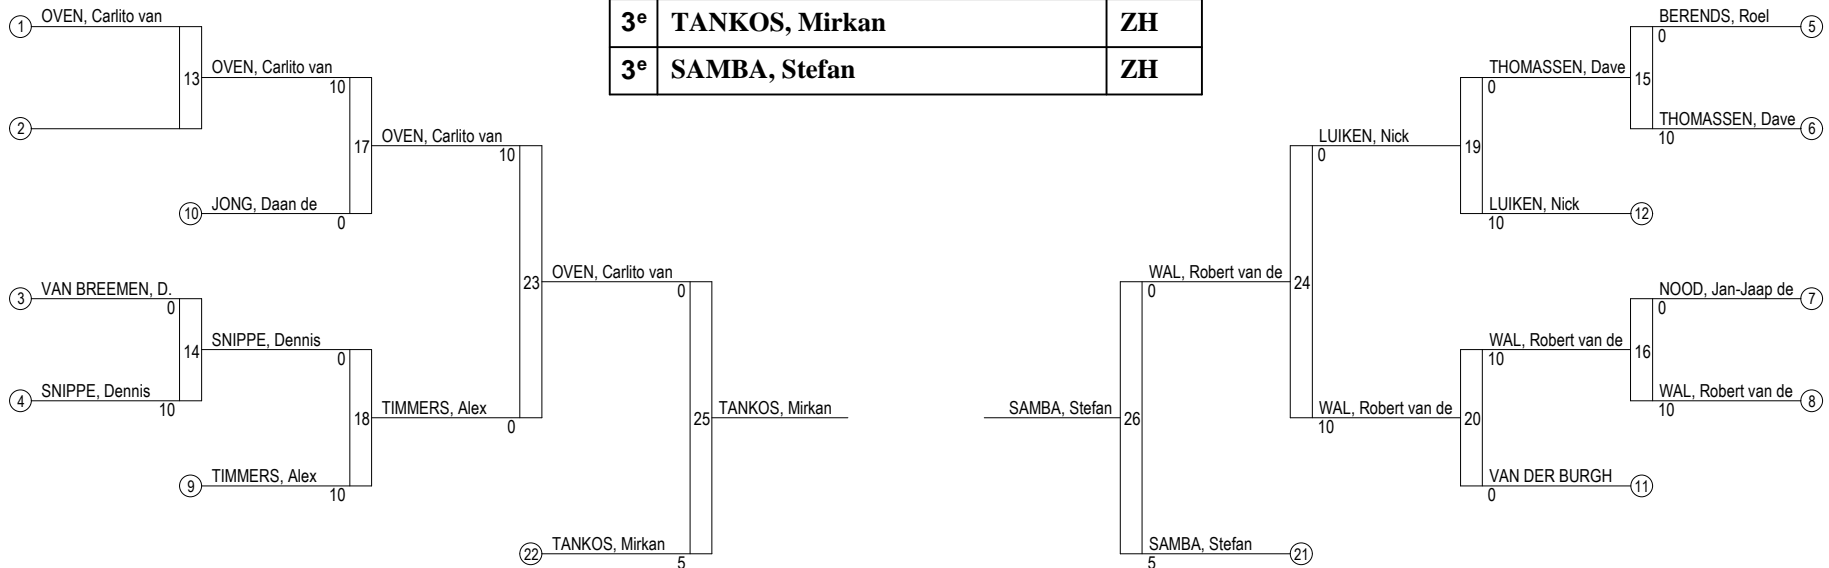 3e TANKOS, Mirkan ZH
3e SAMBA, Stefan ZH
1 OVEN, Carlito van
13 OVEN, Carlito van
10
2
17 OVEN, Carlito van
10
10 JONG, Daan de
0
3 VAN BREEMEN, D.
0
14 SNIPPE, Dennis
0
4 SNIPPE, Dennis
10
18 TIMMERS, Alex
0
9 TIMMERS, Alex
10
23 OVEN, Carlito van
0
25 TANKOS, Mirkan
22 TANKOS, Mirkan
5
BERENDS, Roel 5
0
THOMASSEN, Dave 15
0
THOMASSEN, Dave 6
10
LUIKEN, Nick 19
0
LUIKEN, Nick 12
10
WAL, Robert van de 24
0
NOOD, Jan-Jaap de 7
0
WAL, Robert van de 16
10
WAL, Robert van de 8
10
SAMBA, Stefan 26
WAL, Robert van de 20
10
VAN DER BURGH 11
0
SAMBA, Stefan 21
5